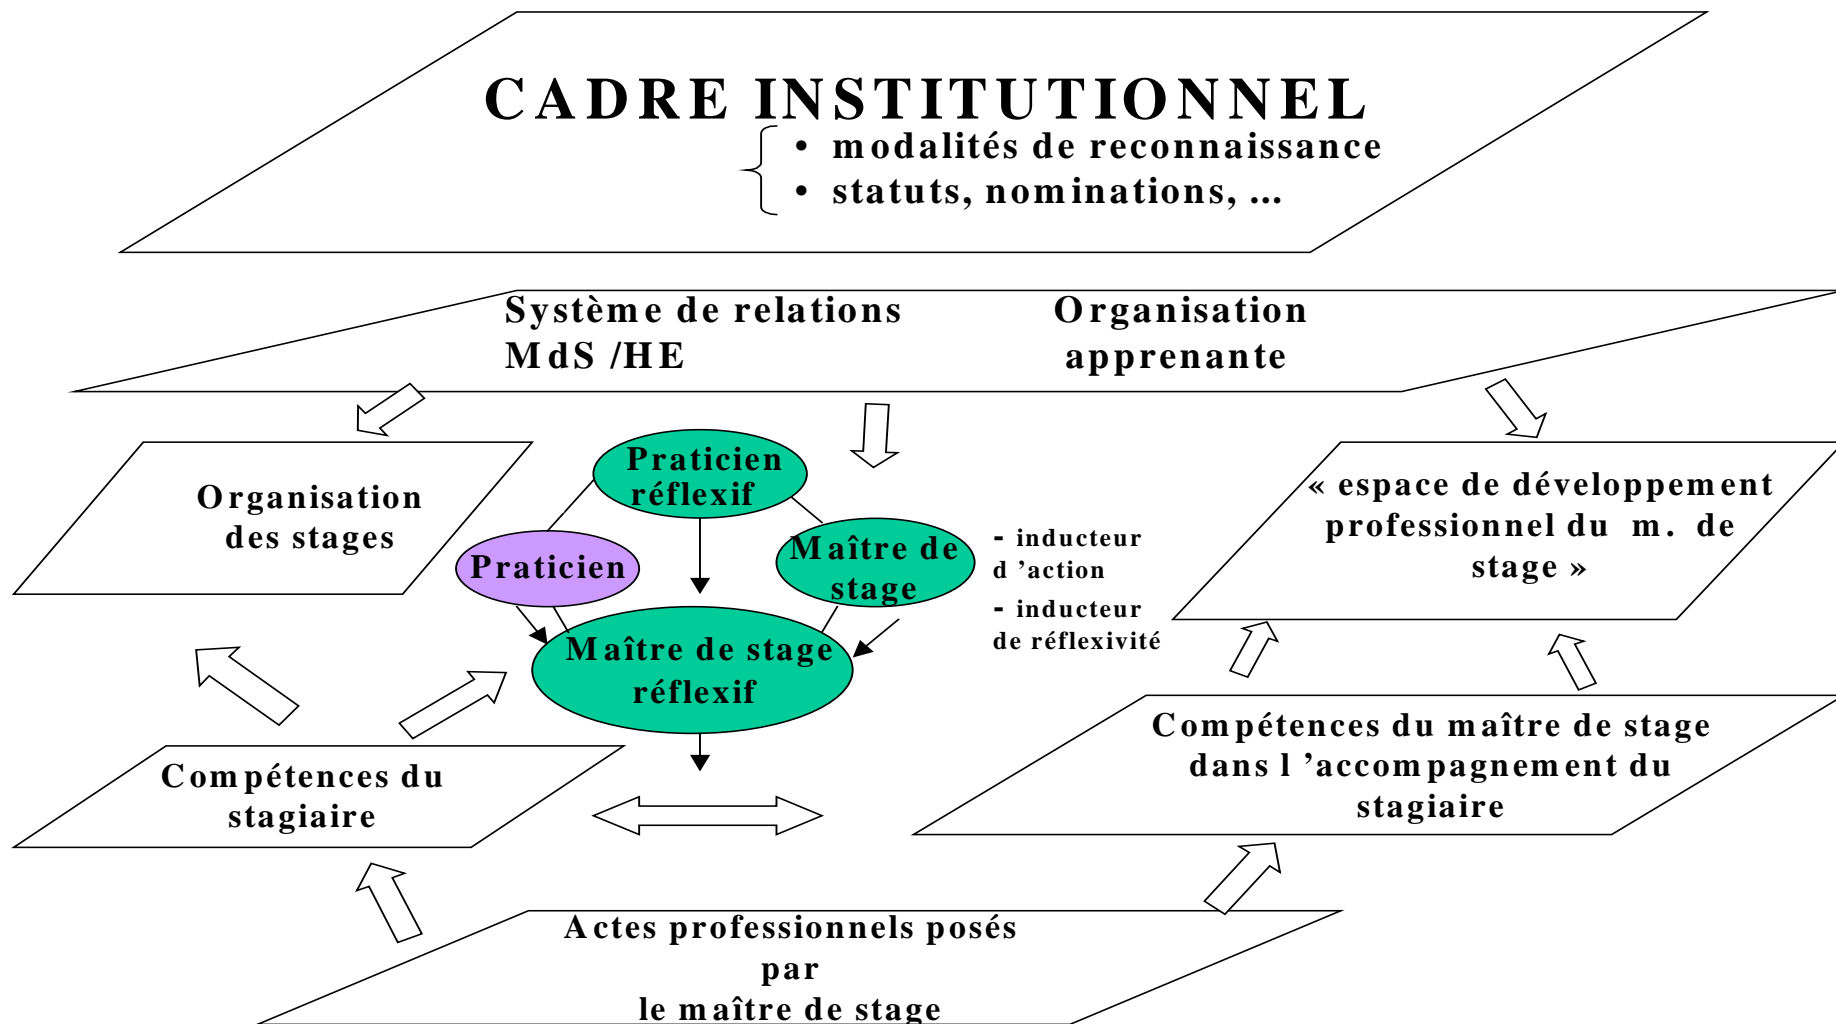 CADRE INSTITUTIONNEL
• modalités de reconnaissance
• statuts, nominations, ...
Système de relations
MdS /HE
Organisation
apprenante
Organisation
des stages
Praticien
réflexif
Praticien
Maître de
stage
- inducteur
d ’action
- inducteur
de réflexivité
« espace de développement
professionnel du m. de
stage »
Maître de stage
réflexif
Compétences du
stagiaire
Compétences du maître de stage
dans l ’accompagnement du
stagiaire
Actes professionnels posés
par
le maître de stage